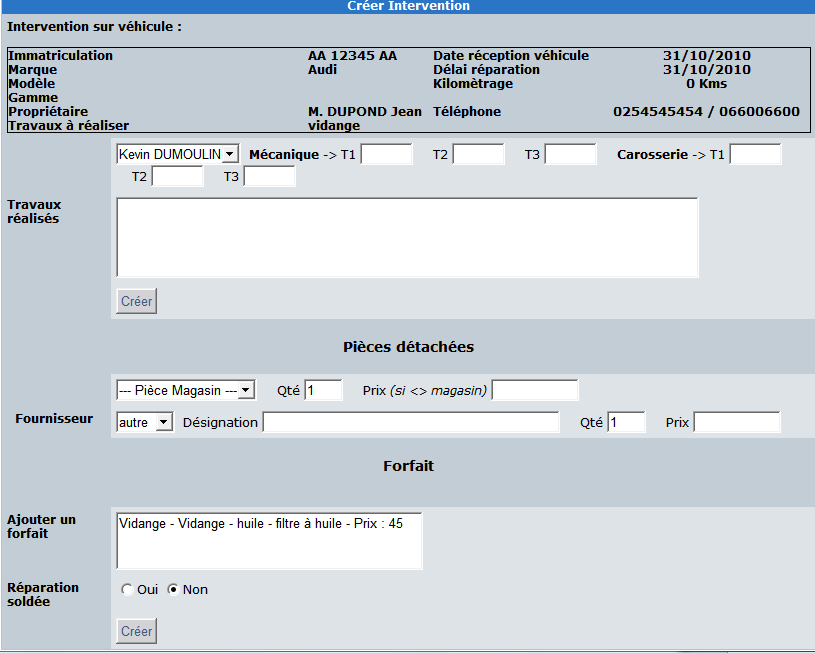 Créer Intervention
Intervention sur véhicule :
Immatriculation AA 12345 AA Date réception véhicule 31/10/2010
Marque Audi Délai réparation 31/10/2010
Modèle Kilomètrage 0 Kms
Gamme
Propriétaire M. DUPOND Jean Téléphone 0254545454 / 066006600
Travaux à réaliser vidange
Kevin DUMOULIN Mécanique -> T1 T2 T3 Carosserie -> T1
T2 T3
Travaux
réalisés
Créer
Pièces détachées
--- Pièce Magasin --- Qté 1 Prix (si <> magasin)
Fournisseur autre Désignation Qté 1 Prix
Forfait
Ajouter un
forfait
Vidange - Vidange - huile - filtre à huile - Prix : 45
Réparation
soldée
Oui Non
Créer